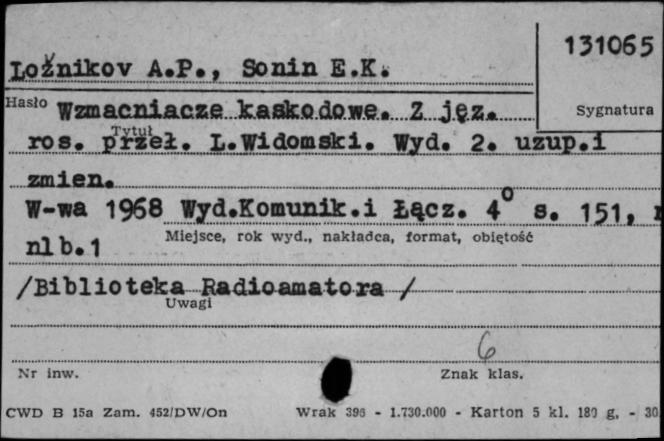 131065
Łožnikov A.P., Sonin E.K.
Hasło
Sygnatura
Wzmacniacze kaskodowe. Z jęz.
Tytuł
ros. przeł. L.Widomski. Wyd. 2. uzup.i
zmien.
W-wa 1968 Wyd.Komunik.i Łącz. 4° s. 151,
Miejsce, rok wyd., nakładca, format, objętość
nlb.1
/Biblioteka Radioamatora /
Uwagi
6
Nr inw.
Znak klas.
CWD B 15a Zam. 452/DW/On Wrak 396 - 1.730.000 - Karton 5 kl. 180 g, - 30